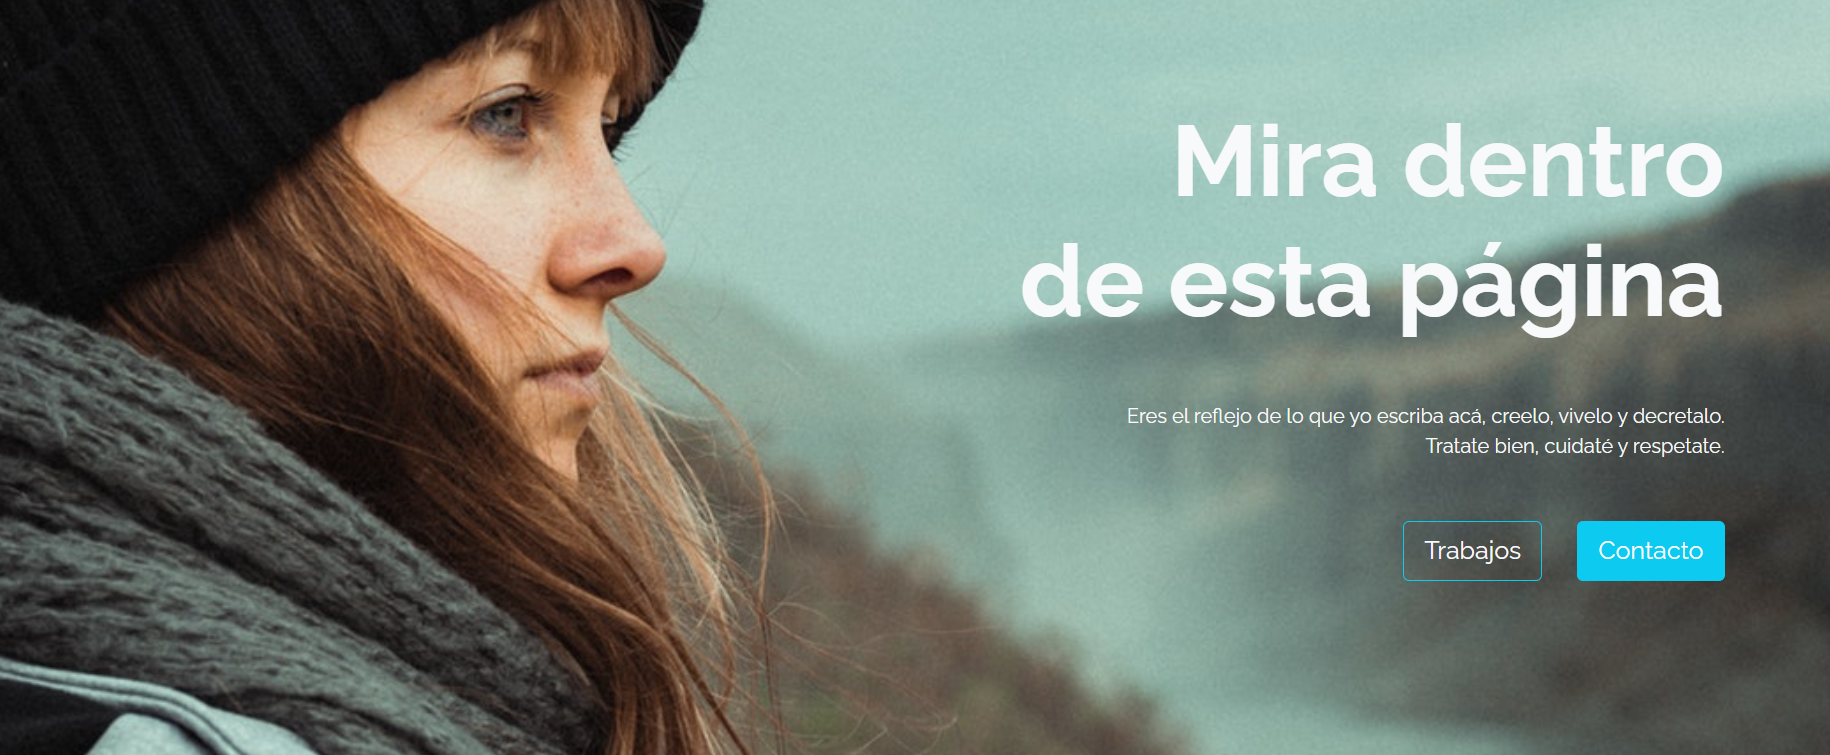 Mira dentro
de esta página
Eres el reflejo de lo que yo escriba acá, creelo, vivelo y decretalo.
Tratate bien, cuidaté y respetate.
Trabajos
Contacto